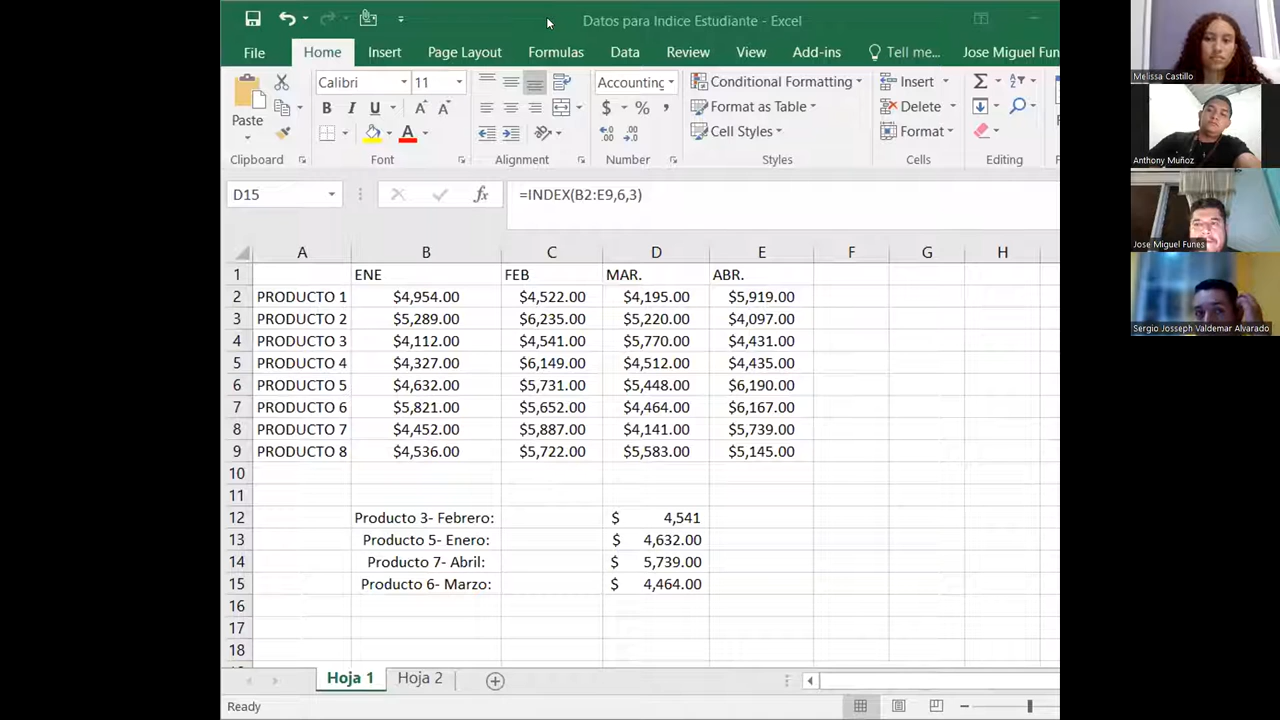 Datos para Indice Estudiante - Excel
File Home Insert Page Layout Formulas Data Review View Add-ins Tell me... Jose Miguel Fun
Paste Calibri 11 B I U A A A Accounting $ % , Conditional Formatting Format as Table Cell Styles Insert Delete Format
Clipboard Font Alignment Number Styles Cells Editing
D15 fx =INDEX(B2:E9,6,3)
A B C D E F G H
1 ENE FEB MAR. ABR.
2 PRODUCTO 1 $4,954.00 $4,522.00 $4,195.00 $5,919.00
3 PRODUCTO 2 $5,289.00 $6,235.00 $5,220.00 $4,097.00
4 PRODUCTO 3 $4,112.00 $4,541.00 $5,770.00 $4,431.00
5 PRODUCTO 4 $4,327.00 $6,149.00 $4,512.00 $4,435.00
6 PRODUCTO 5 $4,632.00 $5,731.00 $5,448.00 $6,190.00
7 PRODUCTO 6 $5,821.00 $5,652.00 $4,464.00 $6,167.00
8 PRODUCTO 7 $4,452.00 $5,887.00 $4,141.00 $5,739.00
9 PRODUCTO 8 $4,536.00 $5,722.00 $5,583.00 $5,145.00
10
11
12 Producto 3- Febrero: $ 4,541
13 Producto 5- Enero: $ 4,632.00
14 Producto 7- Abril: $ 5,739.00
15 Producto 6- Marzo: $ 4,464.00
16
17
18
Hoja 1 Hoja 2
Ready
Melissa Castillo
Anthony Muñoz
Jose Miguel Funes
Sergio Josseph Valdemar Alvarado